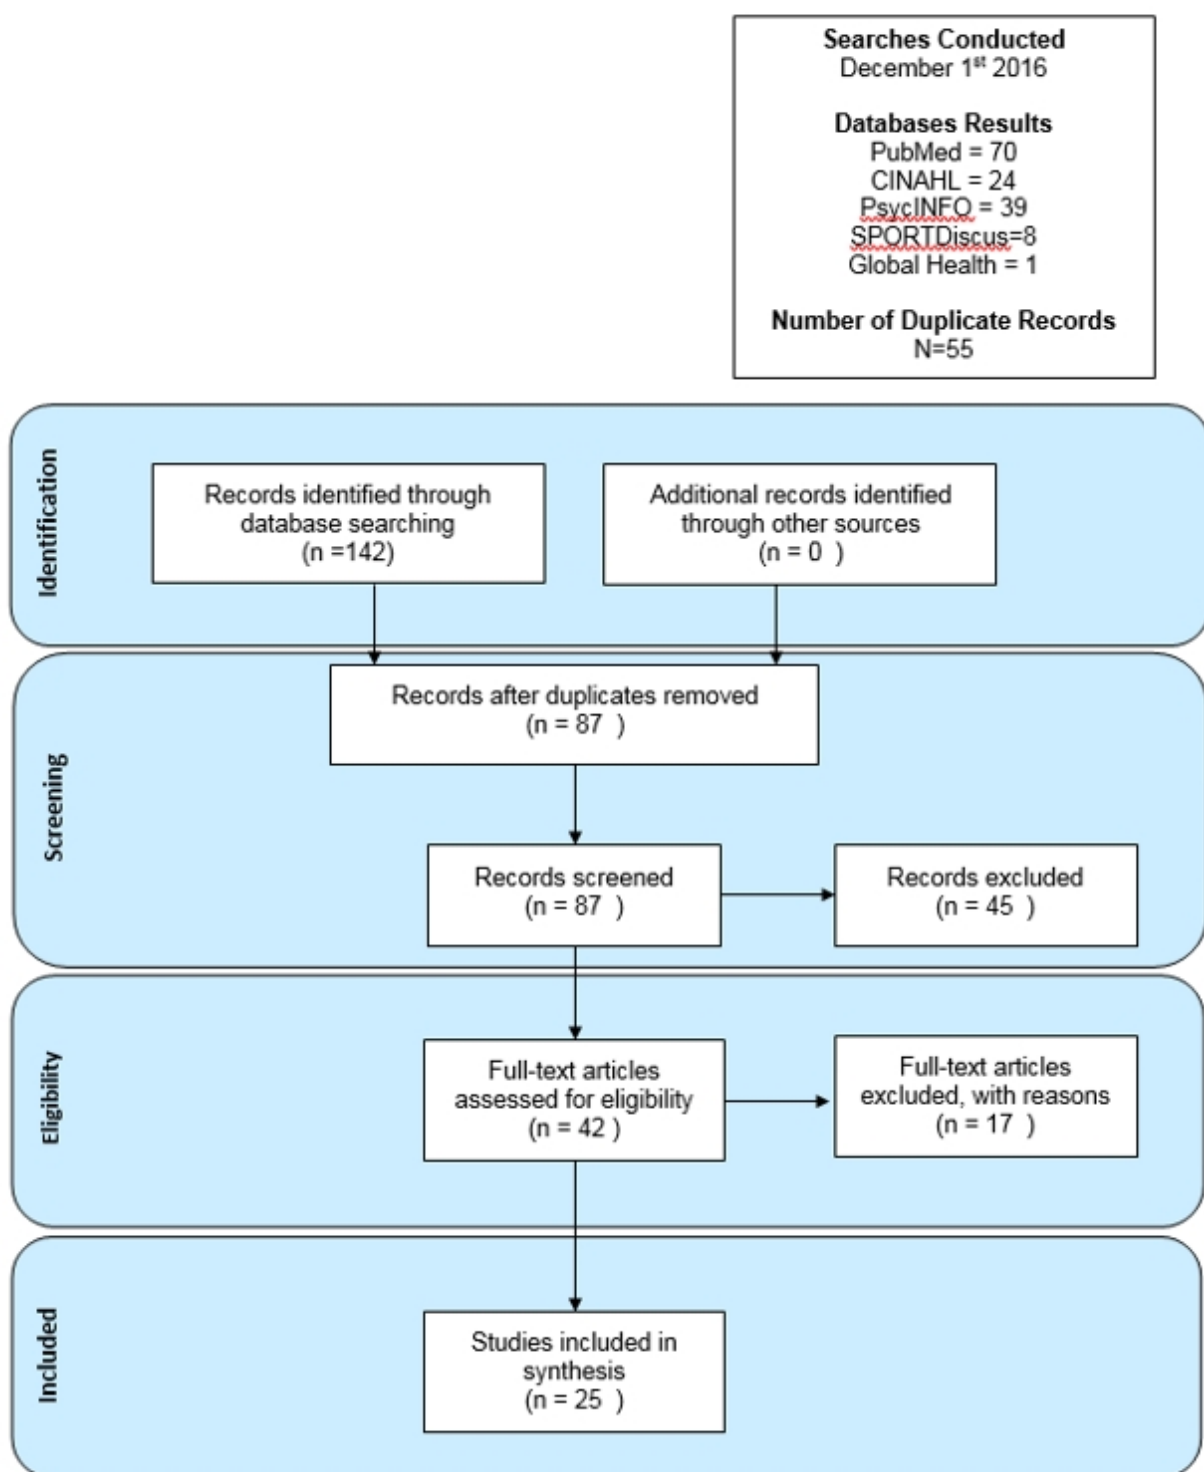 Searches Conducted
December 1st 2016
Databases Results
PubMed = 70
CINAHL = 24
PsycINFO = 39
SPORTDiscus=8
Global Health = 1
Number of Duplicate Records
N=55
Identification
Records identified through
database searching
(n =142)
Additional records identified
through other sources
(n = 0 )
Screening
Records after duplicates removed
(n = 87 )
Records screened
(n = 87 )
Records excluded
(n = 45 )
Eligibility
Full-text articles
assessed for eligibility
(n = 42 )
Full-text articles
excluded, with reasons
(n = 17 )
Included
Studies included in
synthesis
(n = 25 )